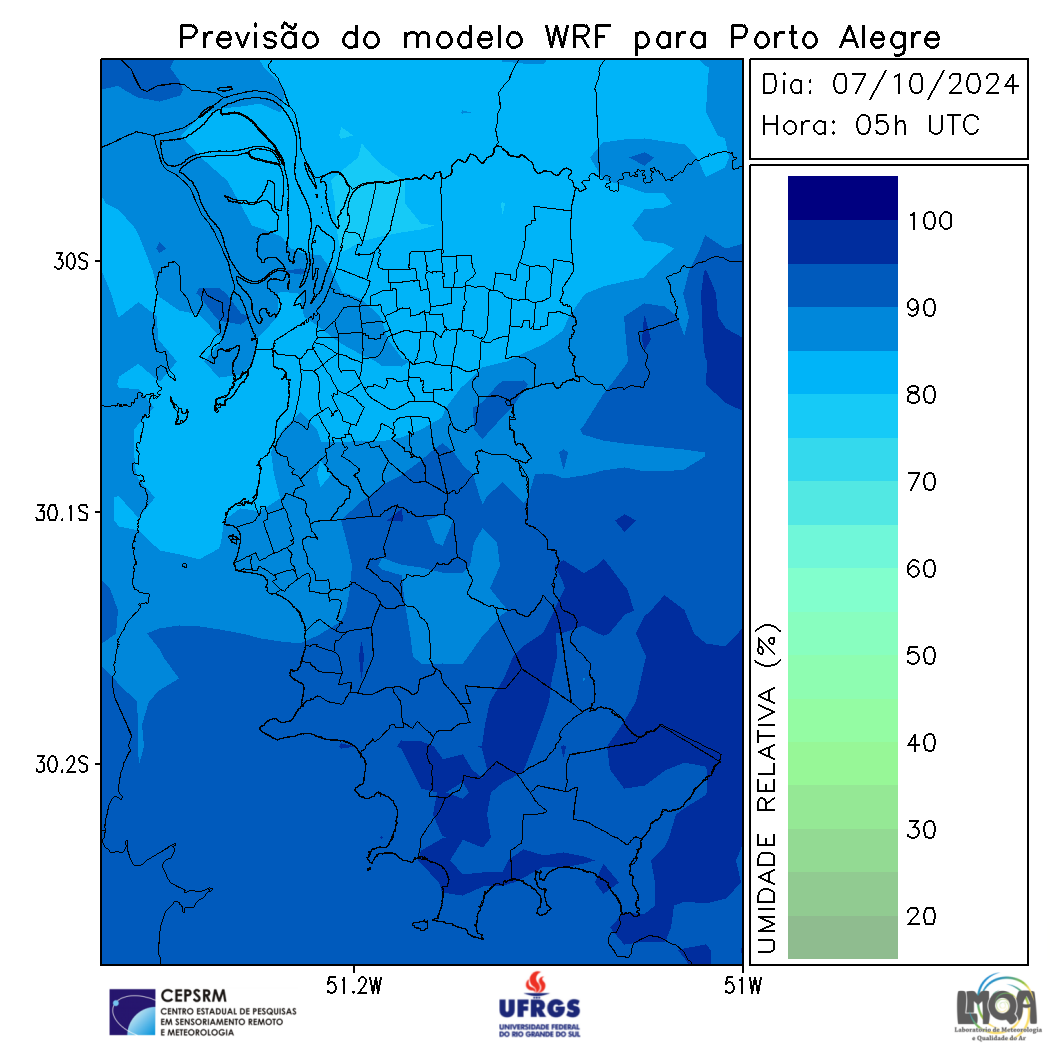 Previsão do modelo WRF para Porto Alegre
Dia: 07/10/2024
Hora: 05h UTC
30S
30.1S
30.2S
51.2W
51W
UMIDADE RELATIVA (%)
100
90
80
70
60
50
40
30
20
CEPSRM
CENTRO ESTADUAL DE PESQUISAS
EM SENSORIAMENTO REMOTO
E METEOROLOGIA
UFRGS
UNIVERSIDADE FEDERAL
DO RIO GRANDE DO SUL
LMQA
Laboratório de Meteorologia
e Qualidade do Ar